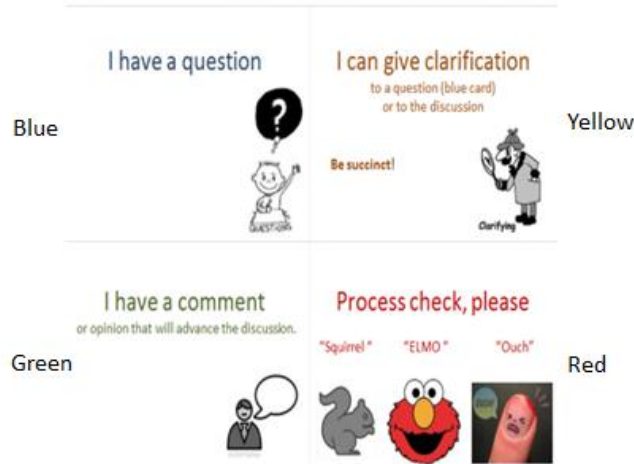 I have a question
Blue
QUESTIONS
I can give clarification
to a question (blue card)
or to the discussion
Yellow
Be succinct!
Clarifying
I have a comment
or opinion that will advance the discussion.
Green
Process check, please
"Squirrel" "ELMO" "Ouch"
Red